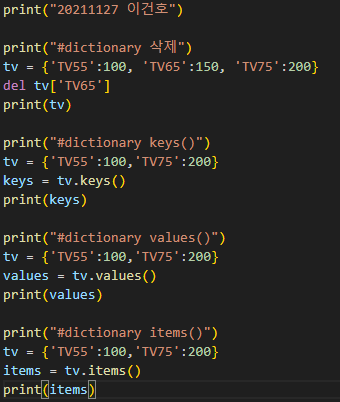 print("20211127 이건호")
print("#dictionary 삭제")
tv = {'TV55':100, 'TV65':150, 'TV75':200}
del tv['TV65']
print(tv)
print("#dictionary keys()")
tv = {'TV55':100,'TV75':200}
keys = tv.keys()
print(keys)
print("#dictionary values()")
tv = {'TV55':100,'TV75':200}
values = tv.values()
print(values)
print("#dictionary items()")
tv = {'TV55':100,'TV75':200}
items = tv.items()
print(items)